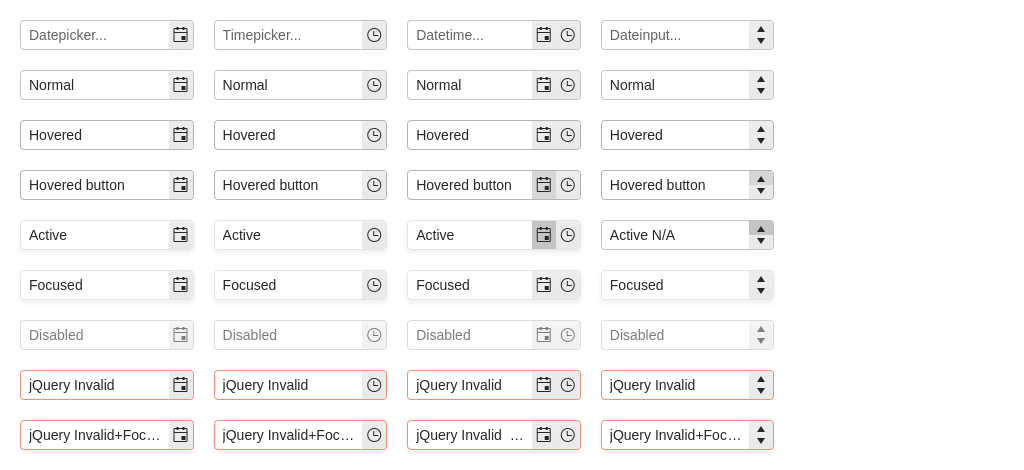 Datepicker... Timepicker... Datetime... Dateinput...
Normal Normal Normal Normal
Hovered Hovered Hovered Hovered
Hovered button Hovered button Hovered button Hovered button
Active Active Active Active N/A
Focused Focused Focused Focused
Disabled Disabled Disabled Disabled
jQuery Invalid jQuery Invalid jQuery Invalid jQuery Invalid
jQuery Invalid+Foc… jQuery Invalid+Foc… jQuery Invalid … jQuery Invalid+Foc…